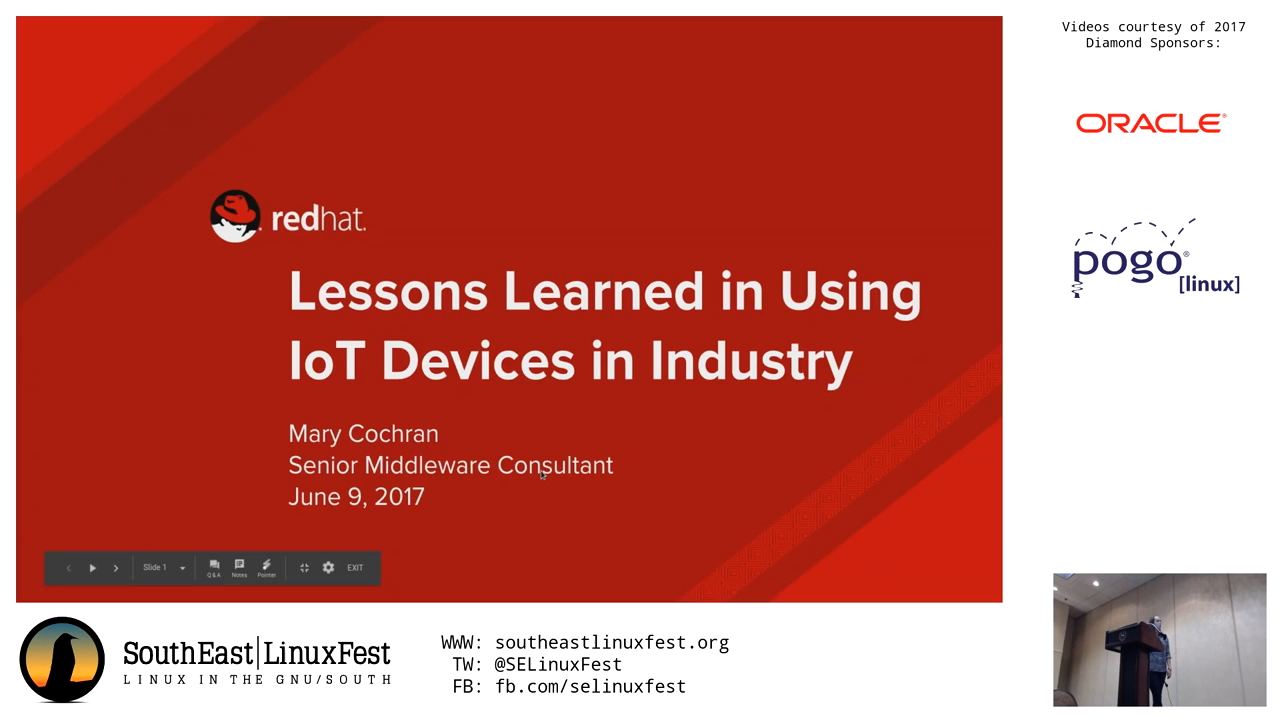 Videos courtesy of 2017
Diamond Sponsors:
ORACLE®
pogo®
[linux]
redhat.
Lessons Learned in Using
IoT Devices in Industry
Mary Cochran
Senior Middleware Consultant
June 9, 2017
Slide 1
Q&A
Notes
Pointer
EXIT
SouthEast|LinuxFest
LINUX IN THE GNU/SOUTH
WWW: southeastlinuxfest.org
TW: @SELinuxFest
FB: fb.com/selinuxfest